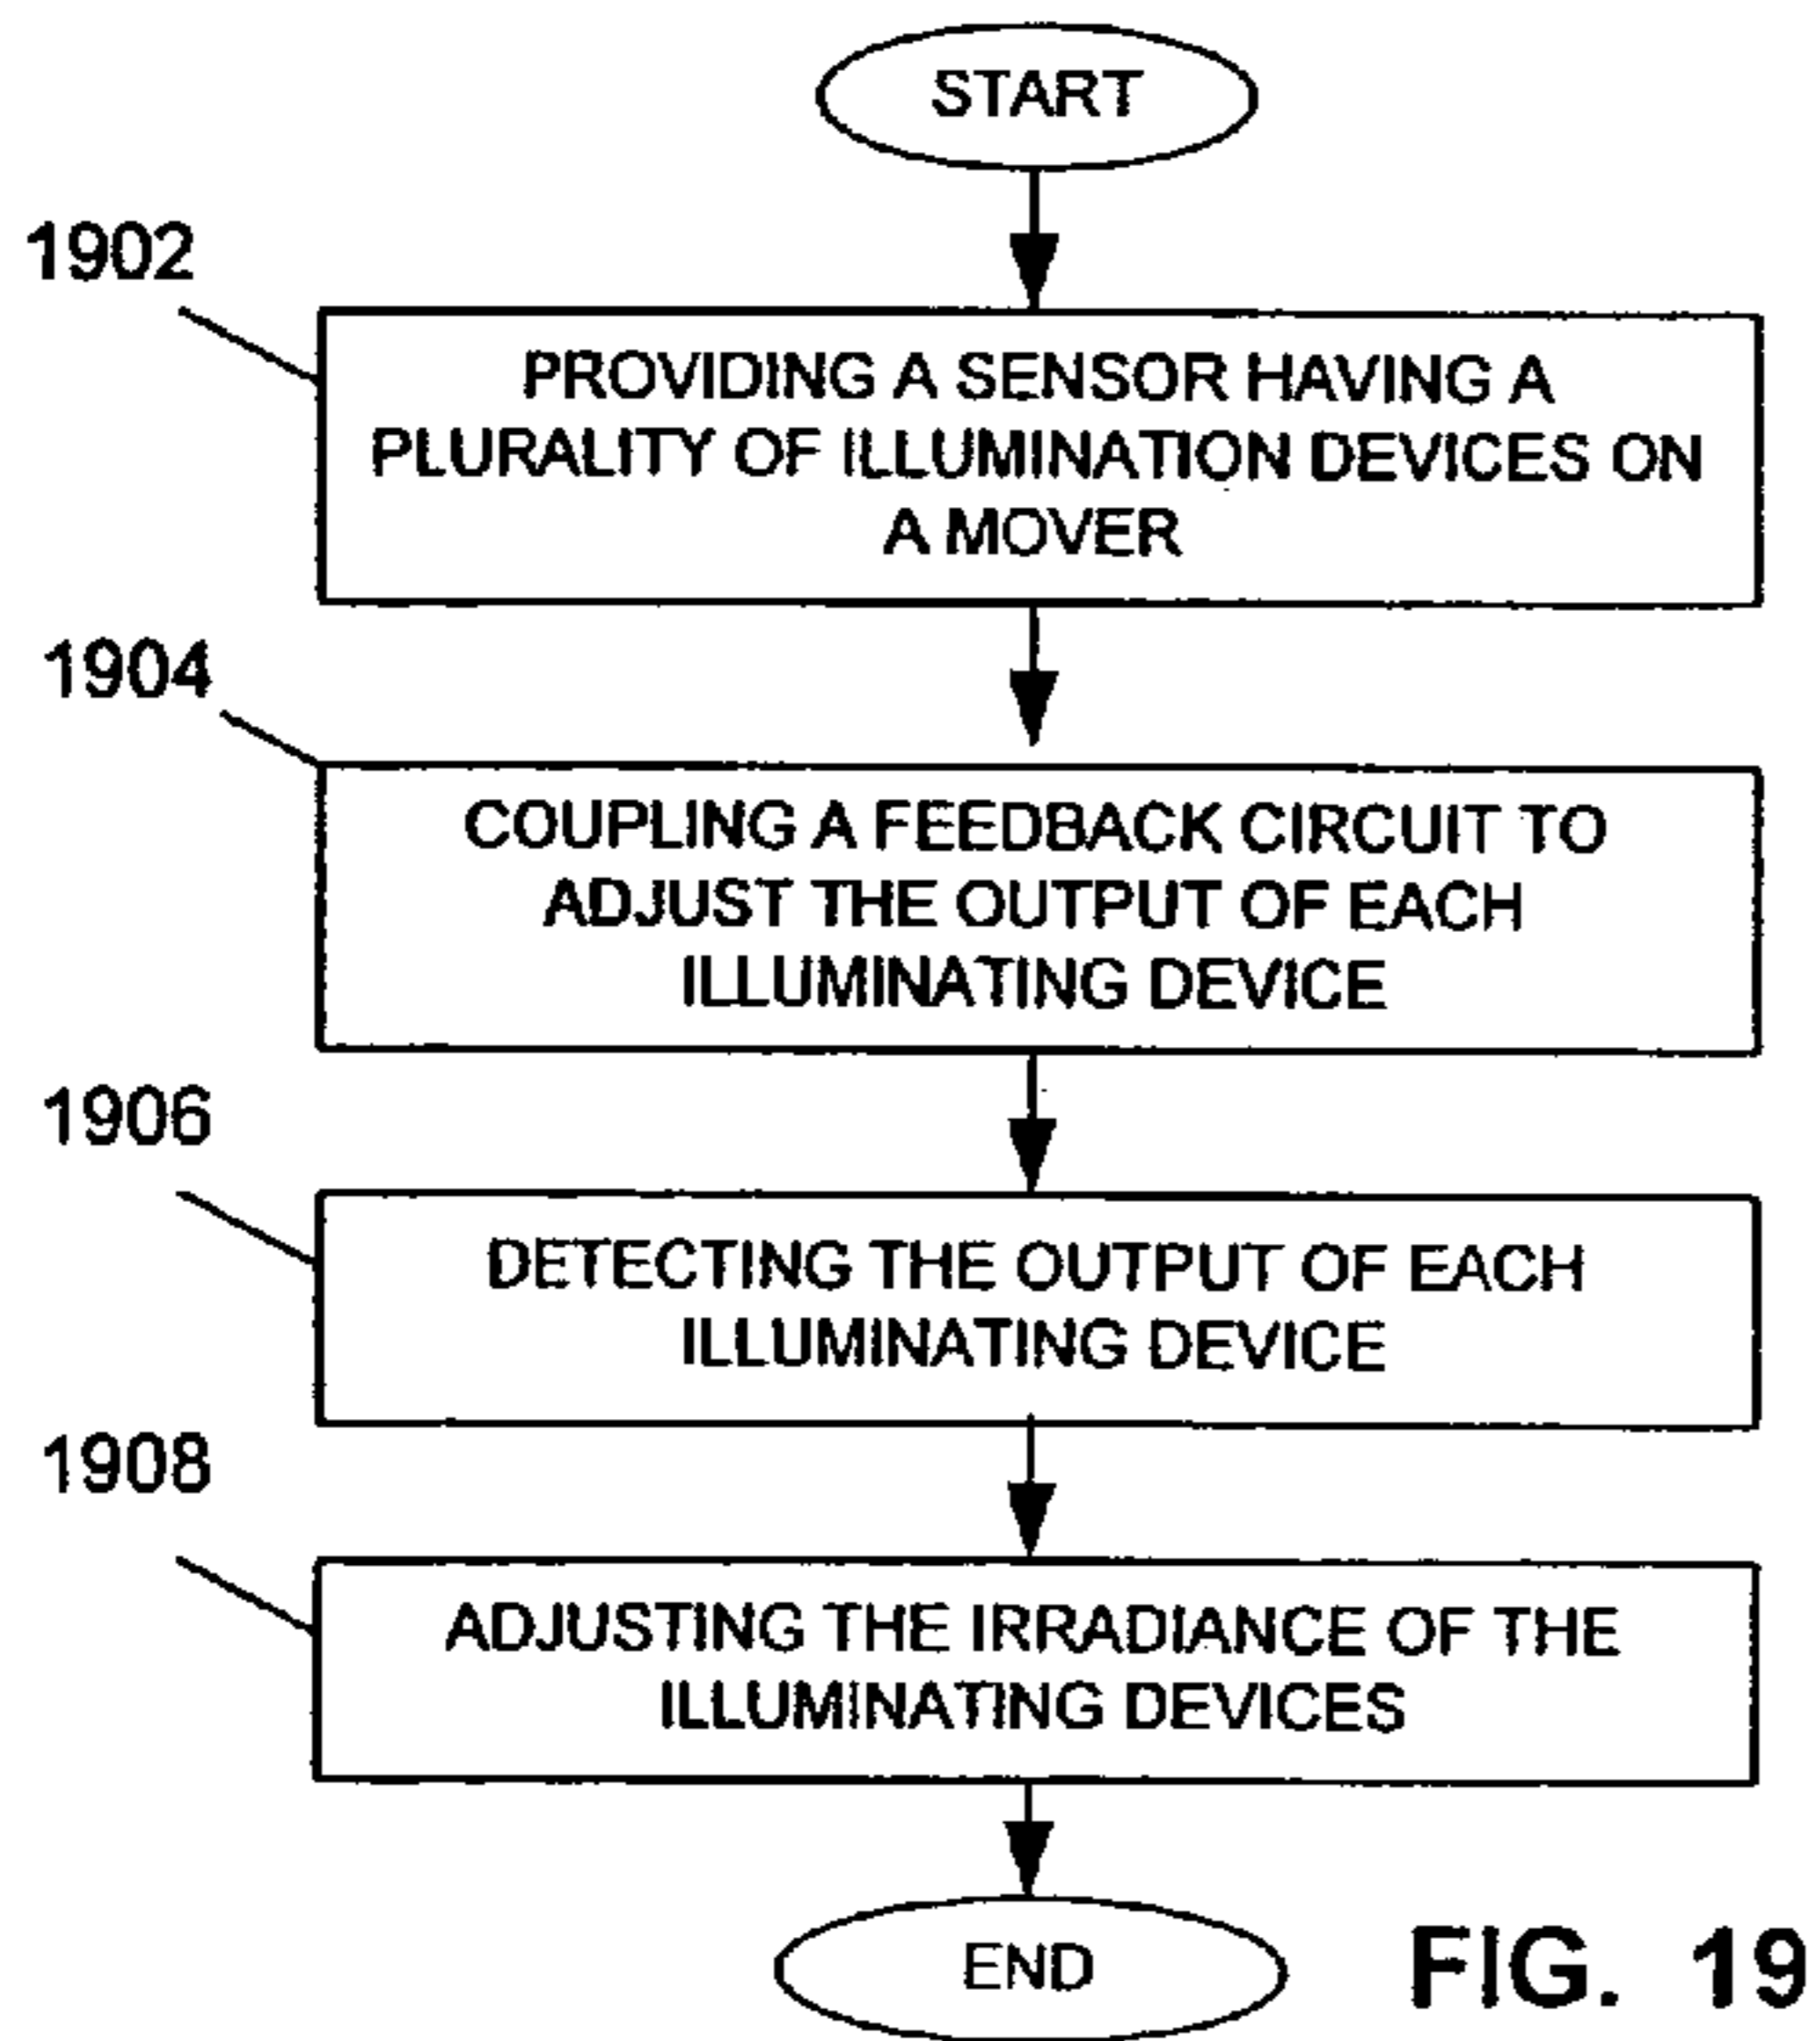 START
1902
PROVIDING A SENSOR HAVING A
PLURALITY OF ILLUMINATION DEVICES ON
A MOVER
1904
COUPLING A FEEDBACK CIRCUIT TO
ADJUST THE OUTPUT OF EACH
ILLUMINATING DEVICE
1906
DETECTING THE OUTPUT OF EACH
ILLUMINATING DEVICE
1908
ADJUSTING THE IRRADIANCE OF THE
ILLUMINATING DEVICES
END
FIG. 19